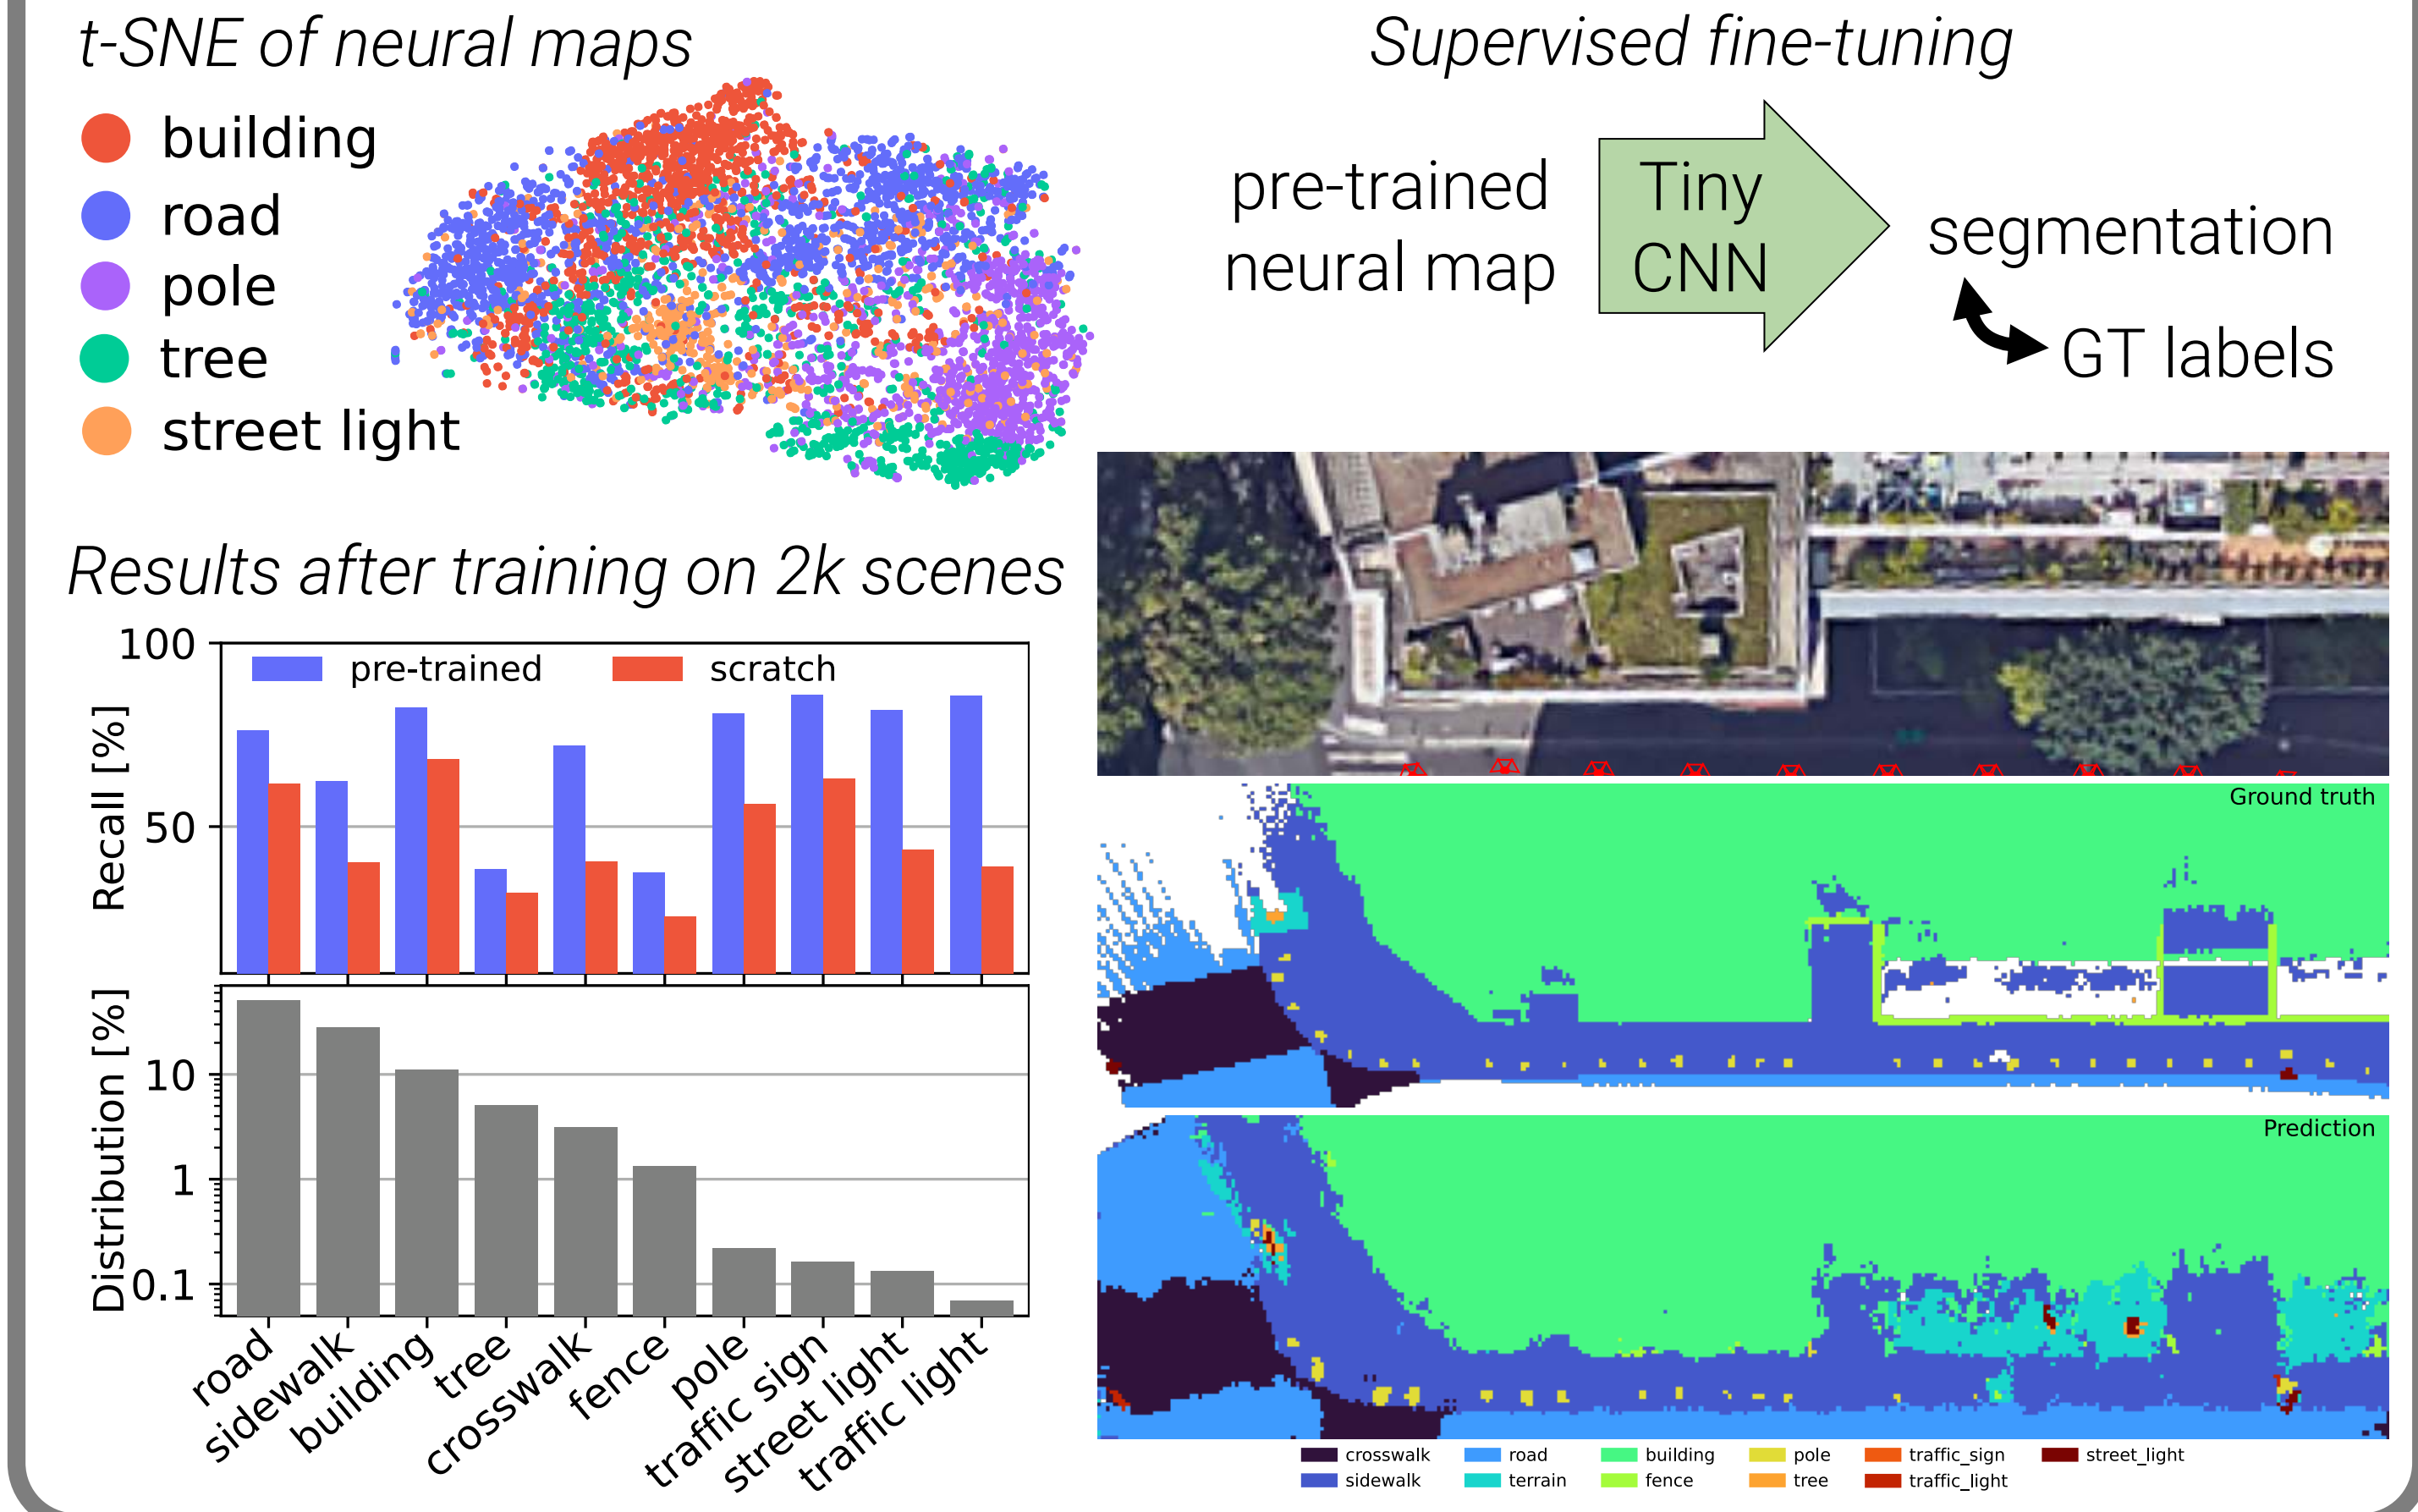 t-SNE of neural maps
building
road
pole
tree
street light
Supervised fine-tuning
pre-trained
neural map
Tiny
CNN
segmentation
GT labels
Results after training on 2k scenes
100
50
Recall [%]
pre-trained
scratch
10
1
0.1
Distribution [%]
road
sidewalk
building
tree
crosswalk
fence
pole
traffic sign
street light
traffic light
Ground truth
Prediction
crosswalk
road
building
pole
traffic_sign
street_light
sidewalk
terrain
fence
tree
traffic_light